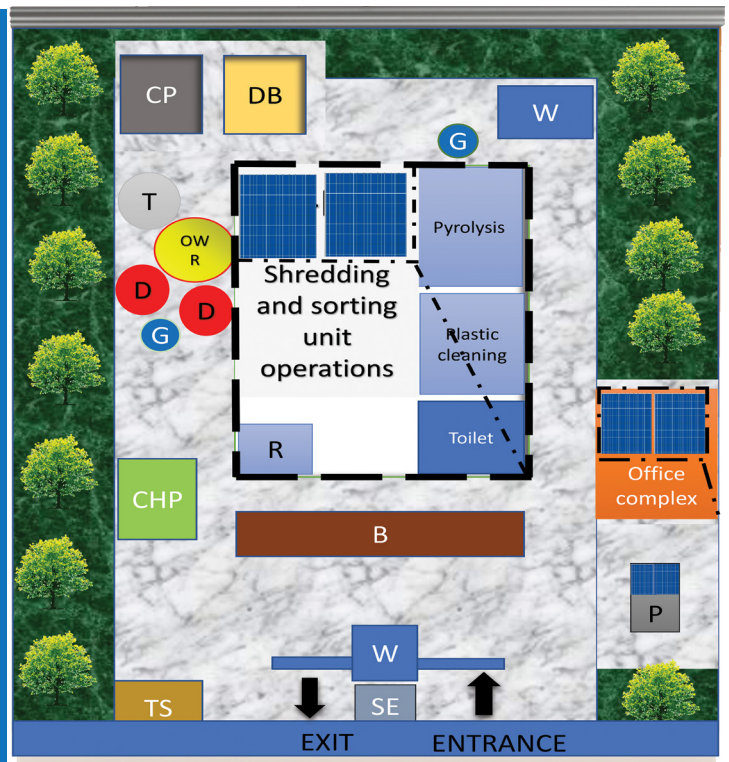 CP
DB
W
G
T
Pyrolysis
OW
R
Shredding
and sorting
unit
operations
D
D
G
Plastic
cleaning
R
Toilet
Office
complex
CHP
B
P
W
TS
SE
EXIT
ENTRANCE